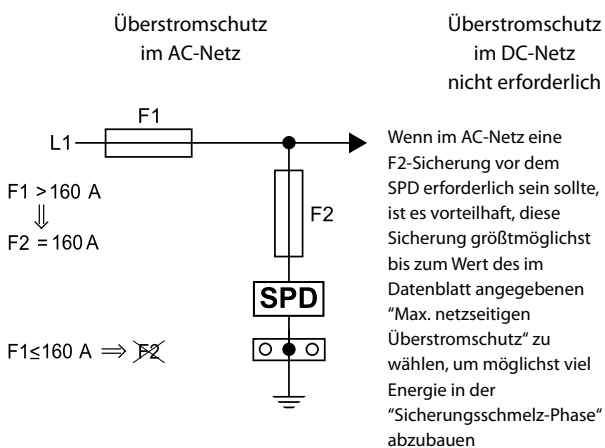 Überstromschutz
im AC-Netz
Überstromschutz
im DC-Netz
nicht erforderlich
F1
L1
F1 >160 A
⇓
F2 = 160 A
F2
SPD
F1≤160 A ⇒ F2
Wenn im AC-Netz eine
F2-Sicherung vor dem
SPD erforderlich sein sollte,
ist es vorteilhaft, diese
Sicherung größtmöglichst
bis zum Wert des im
Datenblatt angegebenen
"Max. netzseitigen
Überstromschutz“ zu
wählen, um möglichst viel
Energie in der
"Sicherungsschmelz-Phase“
abzubauen